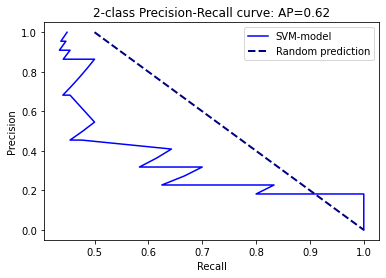 2-class Precision-Recall curve: AP=0.62
SVM-model
Random prediction
Precision
1.0
0.8
0.6
0.4
0.2
0.0
0.5 0.6 0.7 0.8 0.9 1.0
Recall